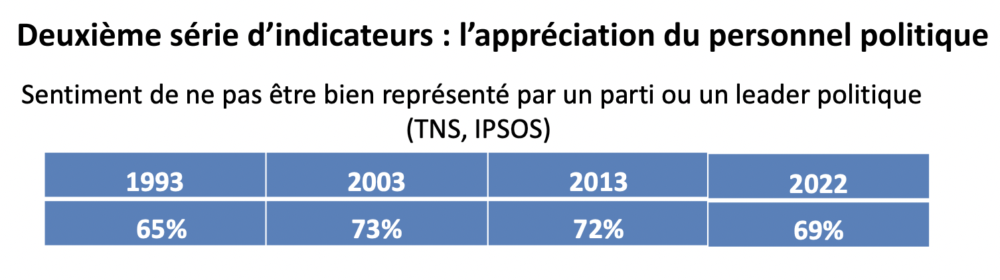 Deuxième série d’indicateurs : l’appréciation du personnel politique
Sentiment de ne pas être bien représenté par un parti ou un leader politique
(TNS, IPSOS)
1993 2003 2013 2022
65% 73% 72% 69%